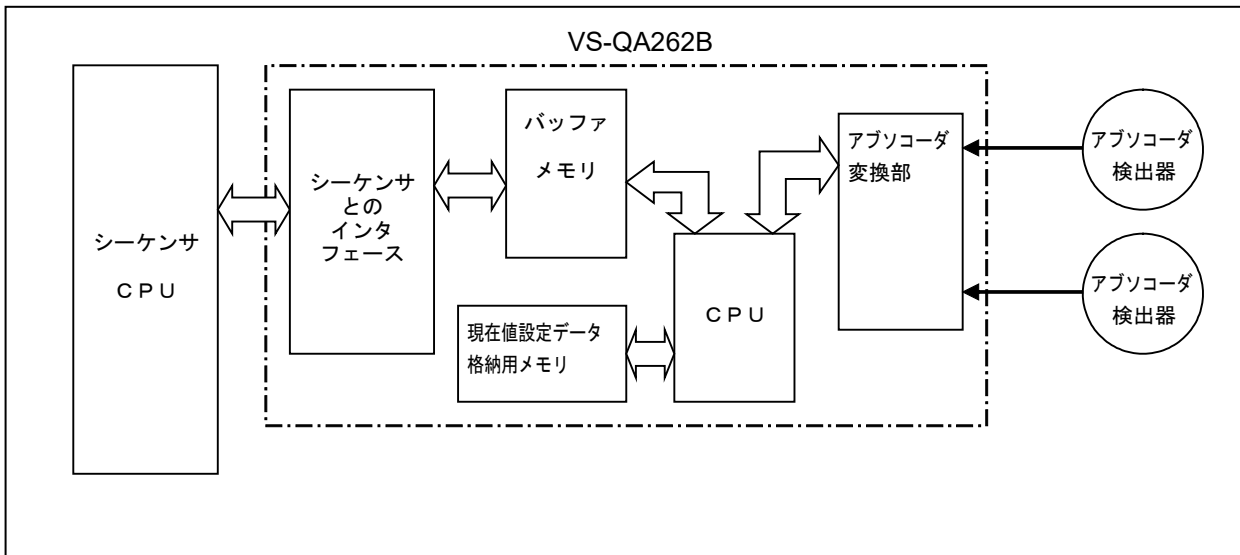 VS-QA262B
シーケンサ
ＣＰＵ
シーケンサ
との
インタ
フェース
バッファ
メモリ
現在値設定データ
格納用メモリ
ＣＰＵ
アブソコーダ
変換部
アブソコーダ
検出器
アブソコーダ
検出器